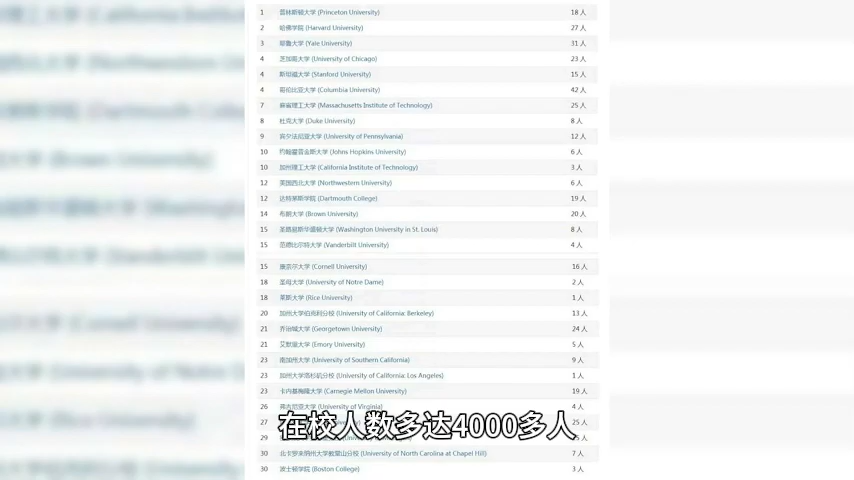 1 普林斯顿大学 (Princeton University) 18 人
2 哈佛学院 (Harvard University) 27 人
3 耶鲁大学 (Yale University) 31 人
4 芝加哥大学 (University of Chicago) 23 人
4 斯坦福大学 (Stanford University) 15 人
4 哥伦比亚大学 (Columbia University) 42 人
7 麻省理工大学 (Massachusetts Institute of Technology) 25 人
8 杜克大学 (Duke University) 8 人
9 宾夕法尼亚大学 (University of Pennsylvania) 12 人
10 约翰霍普金斯大学 (Johns Hopkins University) 6 人
10 加州理工大学 (California Institute of Technology) 3 人
12 美国西北大学 (Northwestern University) 6 人
12 达特茅斯学院 (Dartmouth College) 19 人
14 布朗大学 (Brown University) 20 人
15 圣路易斯华盛顿大学 (Washington University in St. Louis) 8 人
15 范德比尔特大学 (Vanderbilt University) 4 人
15 康奈尔大学 (Cornell University) 16 人
18 圣母大学 (University of Notre Dame) 2 人
18 莱斯大学 (Rice University) 1 人
20 加州大学伯克利分校 (University of California: Berkeley) 13 人
21 乔治城大学 (Georgetown University) 24 人
21 艾默里大学 (Emory University) 5 人
23 南加州大学 (University of Southern California) 9 人
23 加州大学洛杉矶分校 (University of California: Los Angeles) 1 人
23 卡内基梅隆大学 (Carnegie Mellon University) 19 人
26 弗吉尼亚大学 (University of Virginia) 4 人
27 25 人
在校人数多达4000多人
29 5 人
30 北卡罗来纳州大学教堂山分校 (University of North Carolina at Chapel Hill) 7 人
30 波士顿学院 (Boston College) 3 人